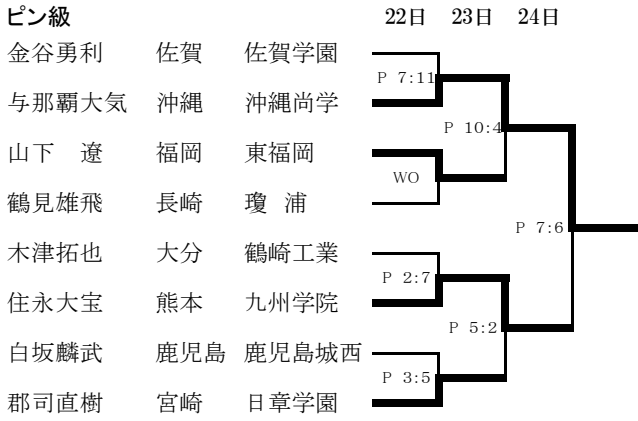 ピン級 22日 23日 24日
金谷勇利 佐賀 佐賀学園
P 7:11
与那覇大気 沖縄 沖縄尚学
P 10:4
山下 遼 福岡 東福岡
WO
鶴見雄飛 長崎 瓊浦
P 7:6
木津拓也 大分 鶴崎工業
P 2:7
住永大宝 熊本 九州学院
P 5:2
白坂麟武 鹿児島 鹿児島城西
P 3:5
郡司直樹 宮崎 日章学園